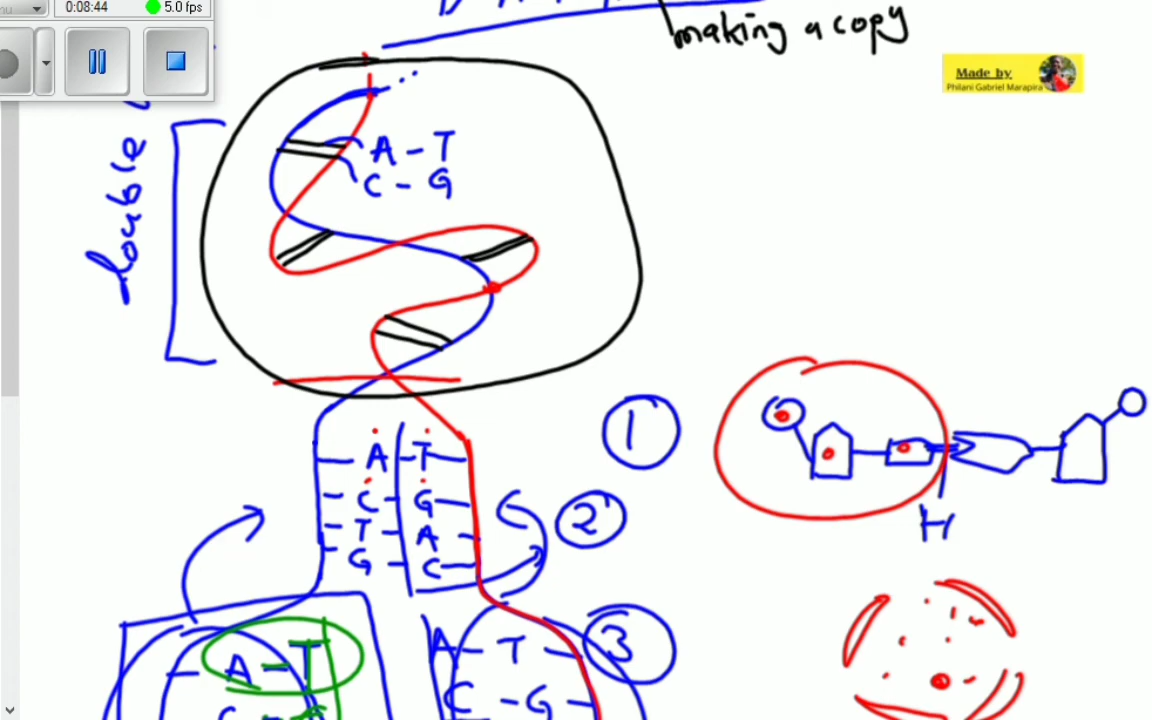 0:08:44
5.0 fps
making a copy
Made by
Philani Gabriel Marapira
Double
A - T
C - G
1
A T
C G
T A
G C
2
H
3
A - T
A - T
C - G
C